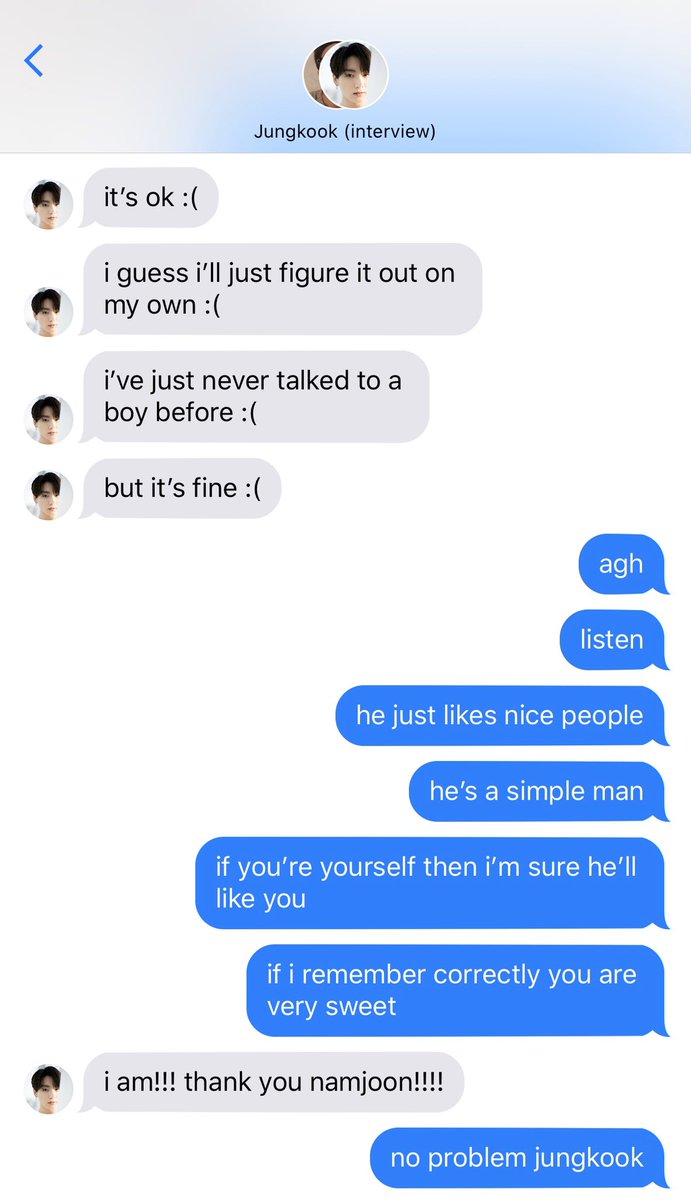 Jungkook (interview)
it’s ok :(
i guess i’ll just figure it out on
my own :(
i’ve just never talked to a
boy before :(
but it’s fine :(
agh
listen
he just likes nice people
he’s a simple man
if you’re yourself then i’m sure he’ll
like you
if i remember correctly you are
very sweet
i am!!! thank you namjoon!!!!
no problem jungkook